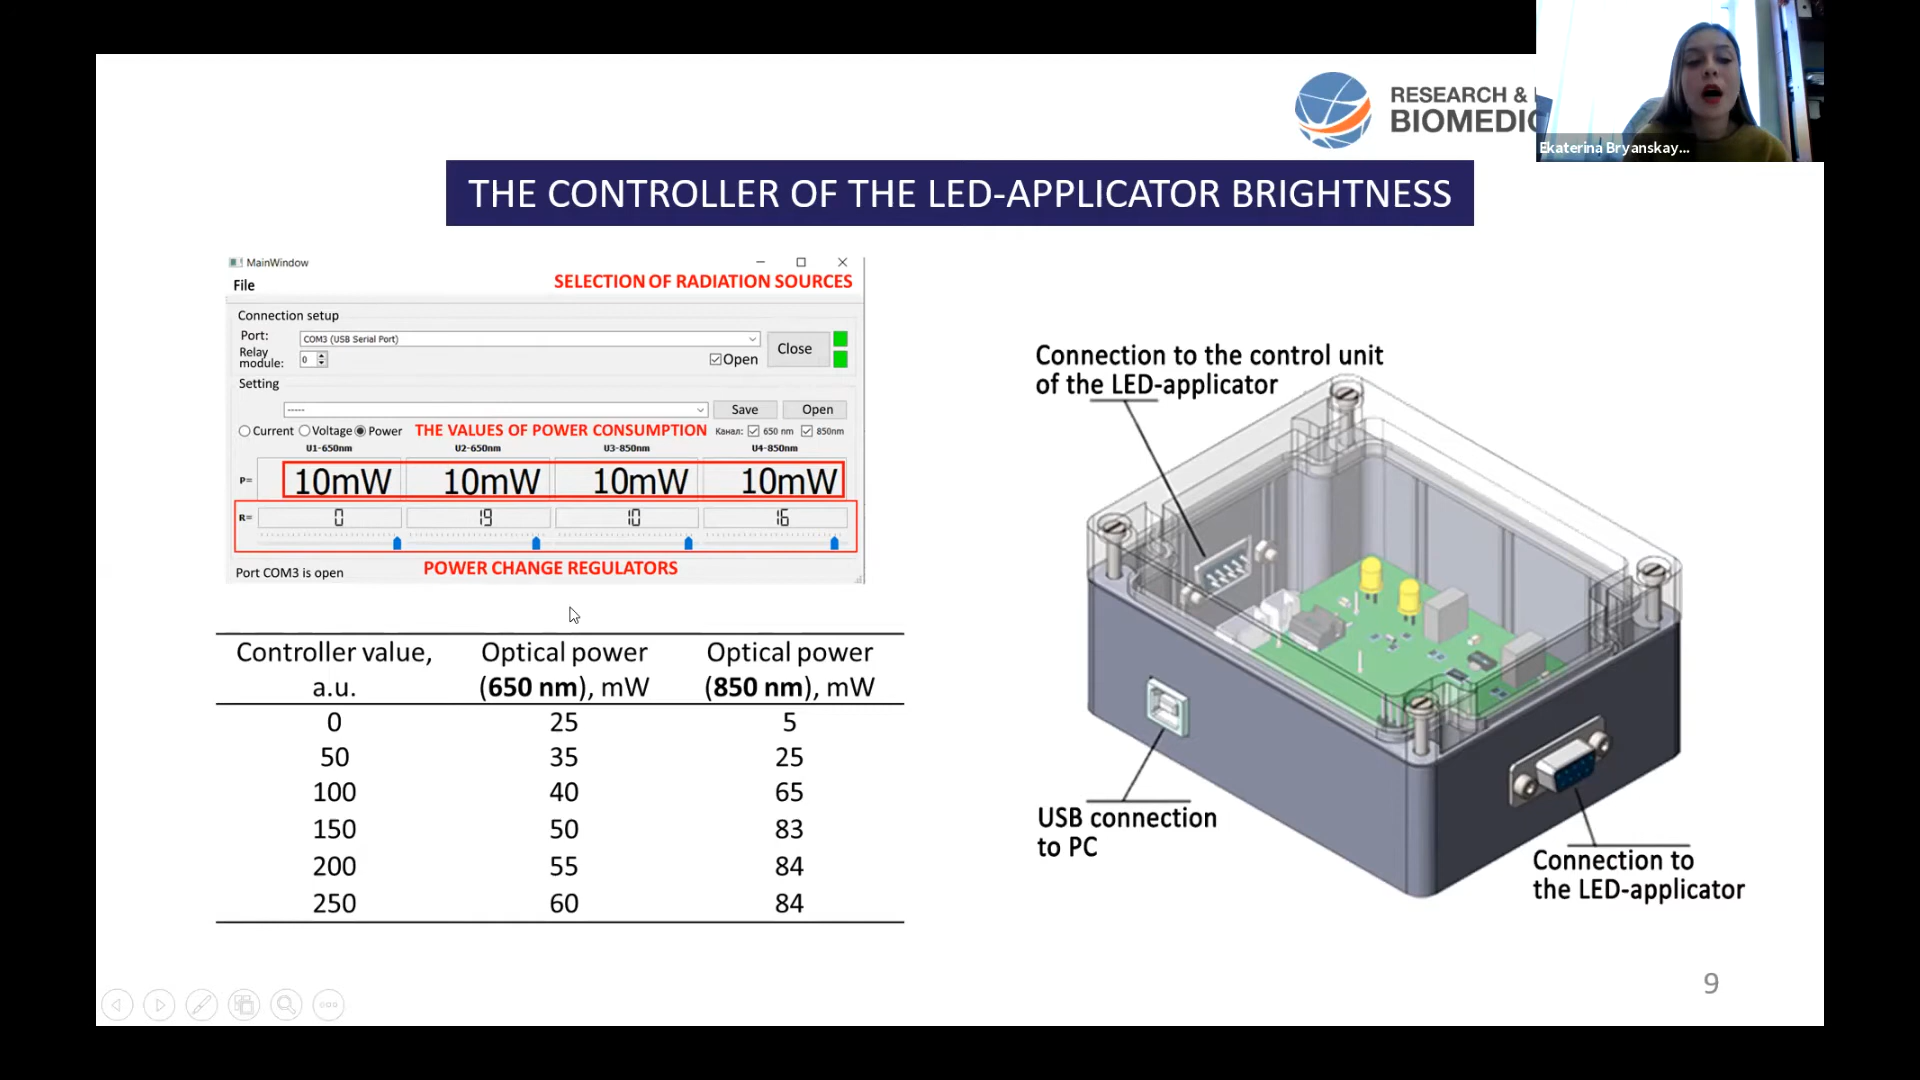 RESEARCH &
BIOMEDIC
Ekaterina Bryanskay...
THE CONTROLLER OF THE LED-APPLICATOR BRIGHTNESS
MainWindow
File
SELECTION OF RADIATION SOURCES
Connection setup
Port:
COM3 (USB Serial Port)
Relay
module:
0
Open
Close
Setting
-----
Save
Open
Current Voltage Power
THE VALUES OF POWER CONSUMPTION
Канал: 650 nm 850nm
U1-650nm U2-650nm U3-850nm U4-850nm
P= 10mW 10mW 10mW 10mW
R= 0 19 10 16
POWER CHANGE REGULATORS
Port COM3 is open
Controller value,
a.u.
Optical power
(650 nm), mW
Optical power
(850 nm), mW
0 25 5
50 35 25
100 40 65
150 50 83
200 55 84
250 60 84
Connection to the control unit
of the LED-applicator
USB connection
to PC
Connection to
the LED-applicator
9